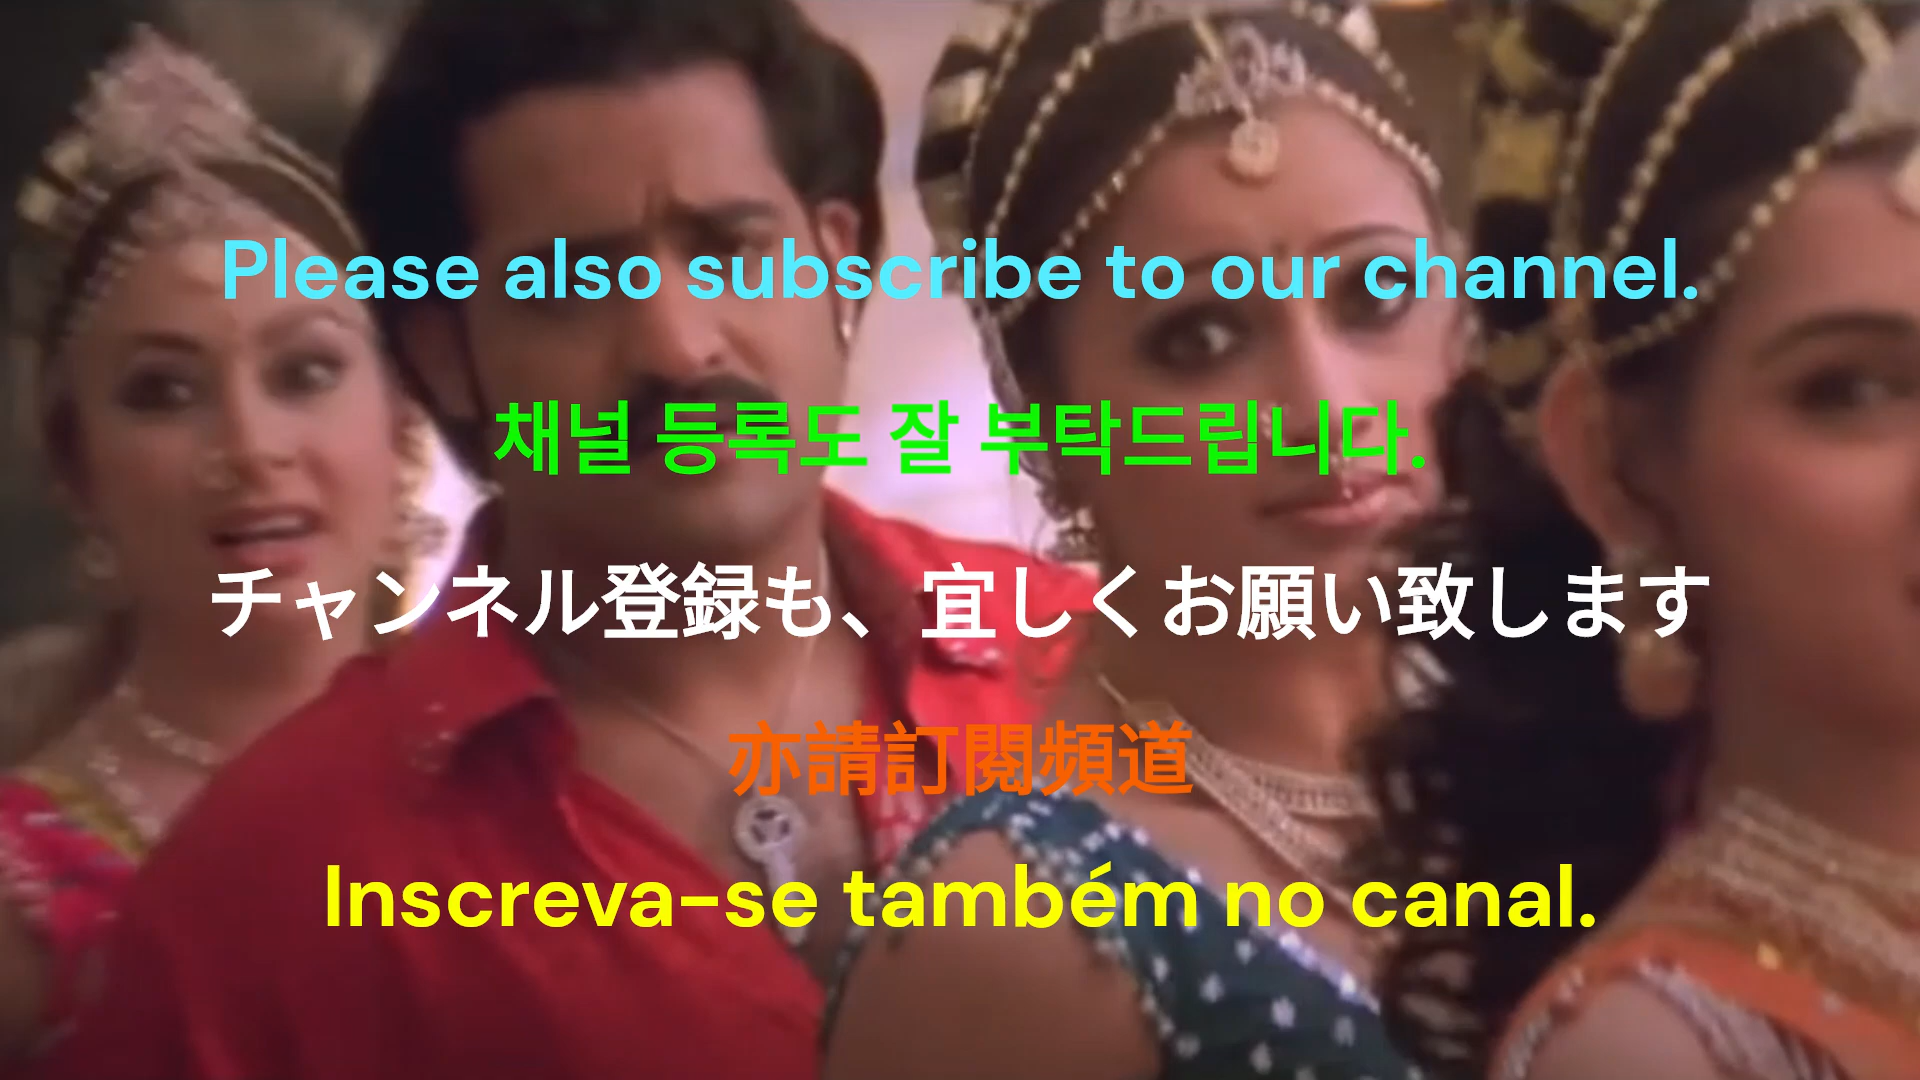 Please also subscribe to our channel.
채널 등록도 잘 부탁드립니다.
チャンネル登録も、宜しくお願い致します
亦請訂閱頻道
Inscreva-se também no canal.